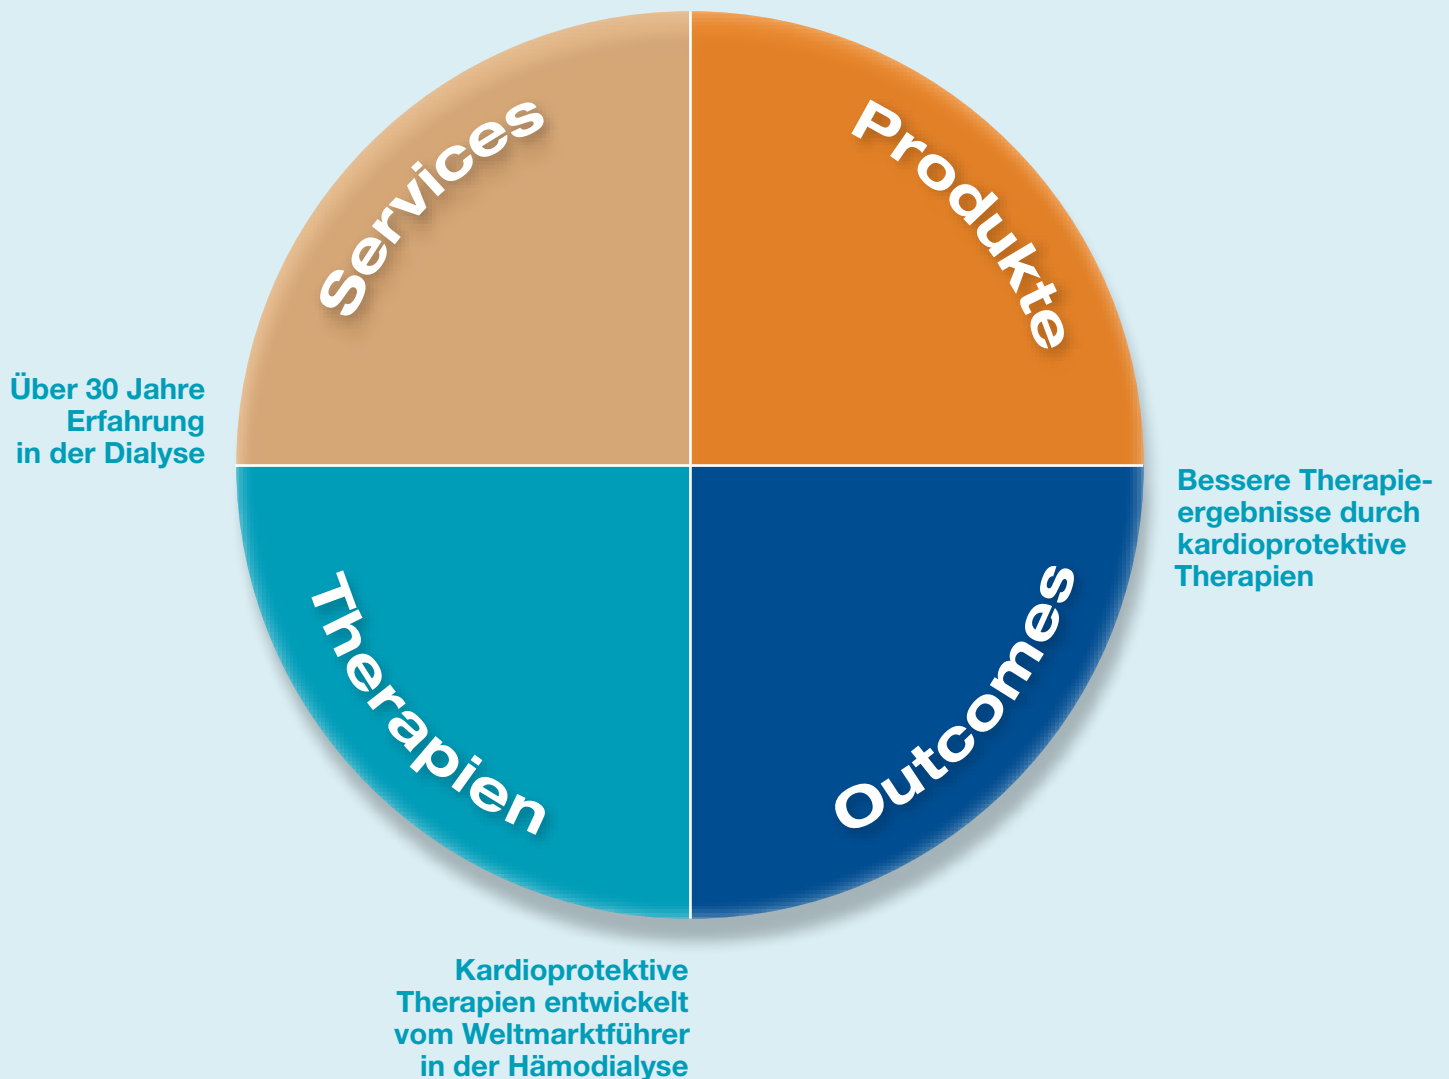 Services
Produkte
Über 30 Jahre
Erfahrung
in der Dialyse
Bessere Therapie-
ergebnisse durch
kardioprotektive
Therapien
Therapien
Outcomes
Kardioprotektive
Therapien entwickelt
vom Weltmarktführer
in der Hämodialyse